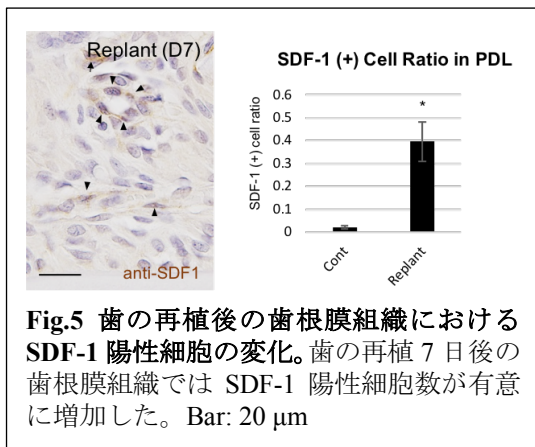 Replant (D7)
anti-SDF1
SDF-1 (+) Cell Ratio in PDL
SDF-1 (+) cell ratio
0.6
0.5
0.4
0.3
0.2
0.1
0
*
Cont
Replant
Fig.5 歯の再植後の歯根膜組織における
SDF-1 陽性細胞の変化。歯の再植 7 日後の
歯根膜組織では SDF-1 陽性細胞数が有意
に増加した。Bar: 20 μm